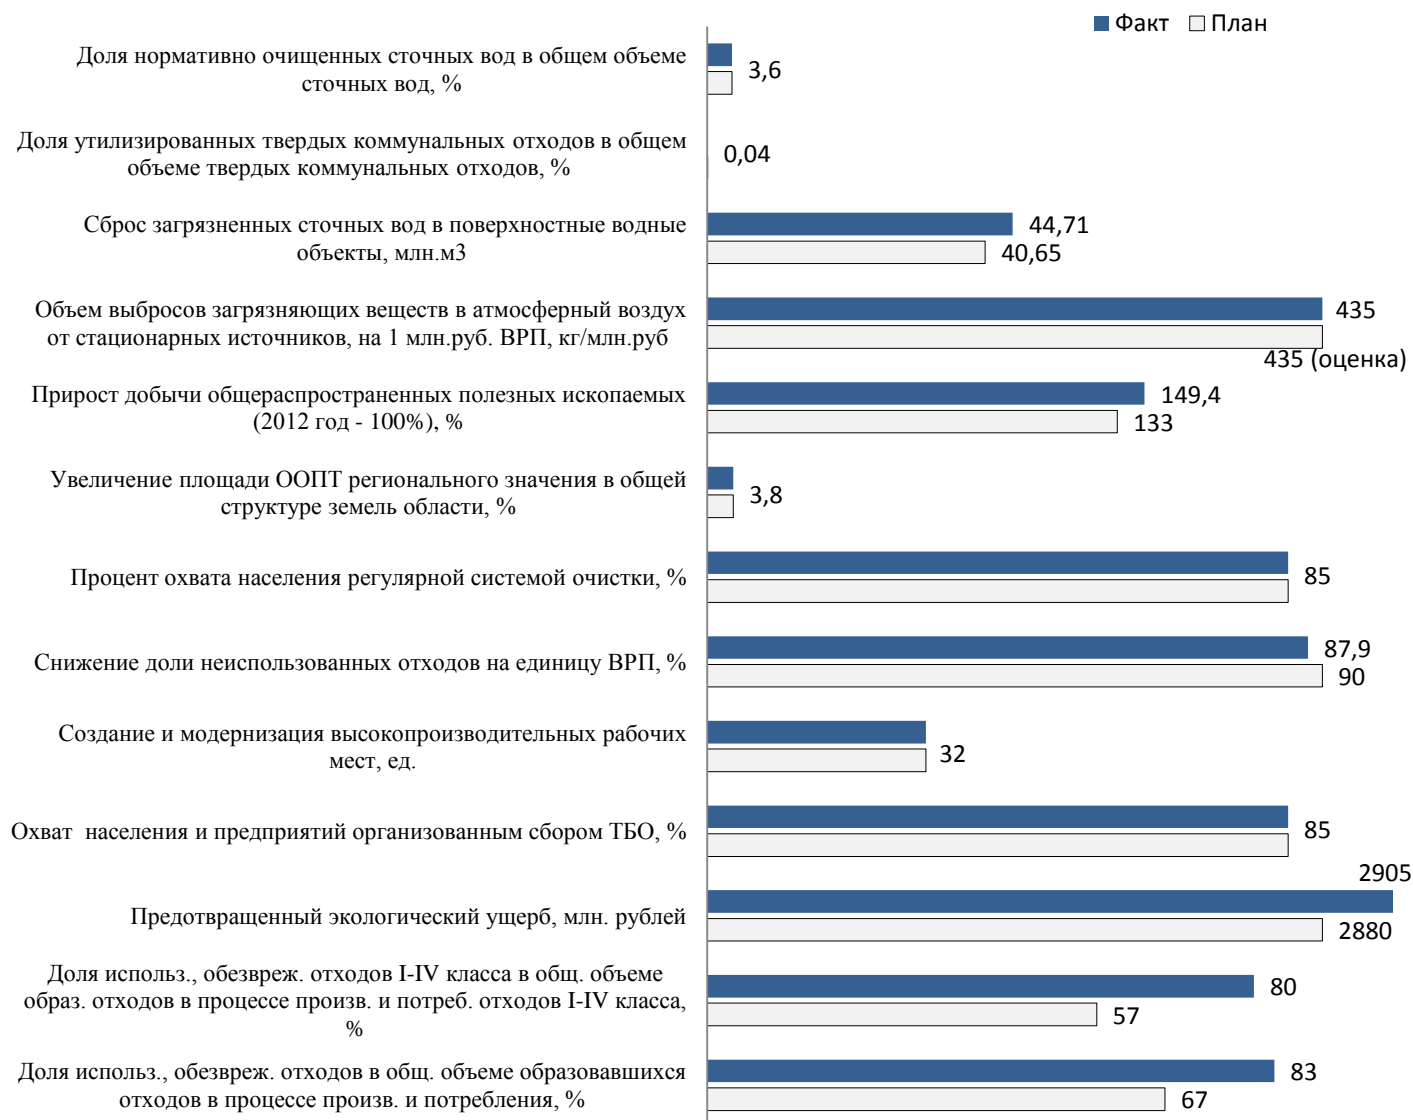 Факт План
Доля нормативно очищенных сточных вод в общем объеме
сточных вод, %
3,6
Доля утилизированных твердых коммунальных отходов в общем
объеме твердых коммунальных отходов, %
0,04
Сброс загрязненных сточных вод в поверхностные водные
объекты, млн.м3
44,71
40,65
Объем выбросов загрязняющих веществ в атмосферный воздух
от стационарных источников, на 1 млн.руб. ВРП, кг/млн.руб
435
435 (оценка)
Прирост добычи общераспространенных полезных ископаемых
(2012 год - 100%), %
149,4
133
Увеличение площади ООПТ регионального значения в общей
структуре земель области, %
3,8
Процент охвата населения регулярной системой очистки, %
85
Снижение доли неиспользованных отходов на единицу ВРП, %
87,9
90
Создание и модернизация высокопроизводительных рабочих
мест, ед.
32
Охват населения и предприятий организованным сбором ТБО, %
85
Предотвращенный экологический ущерб, млн. рублей
2905
2880
Доля использ., обезвреж. отходов I-IV класса в общ. объеме
образ. отходов в процессе произв. и потреб. отходов I-IV класса,
%
80
57
Доля использ., обезвреж. отходов в общ. объеме образовавшихся
отходов в процессе произв. и потребления, %
83
67